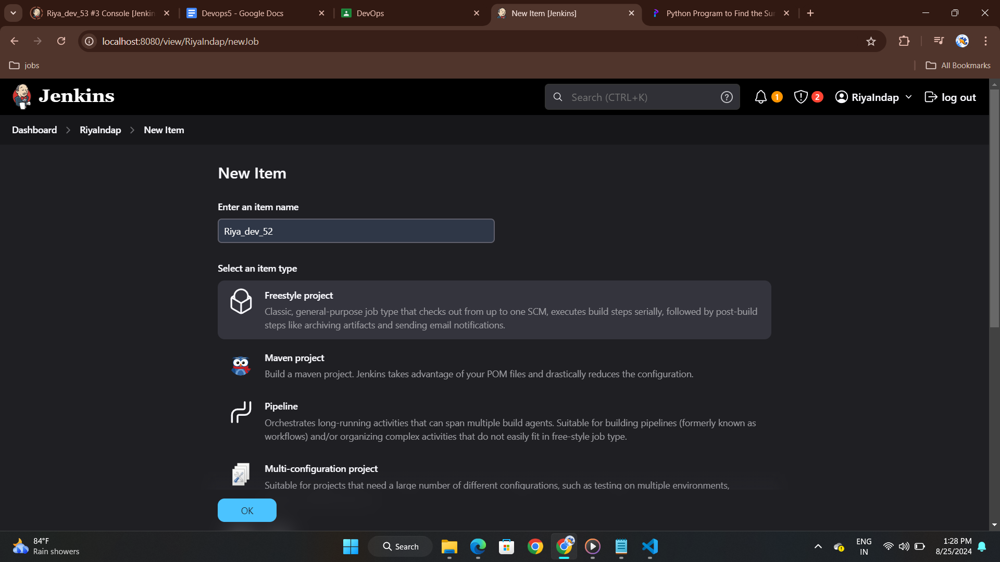 Riya_dev_53 #3 Console [Jenkin
Devops5 - Google Docs
DevOps
New Item [Jenkins]
Python Program to Find the Su
localhost:8080/view/RiyaIndap/newJob
jobs
All Bookmarks
Jenkins
Search (CTRL+K)
1
2
RiyaIndap
log out
Dashboard
RiyaIndap
New Item
New Item
Enter an item name
Riya_dev_52
Select an item type
Freestyle project
Classic, general-purpose job type that checks out from up to one SCM, executes build steps serially, followed by post-build
steps like archiving artifacts and sending email notifications.
Maven project
Build a maven project. Jenkins takes advantage of your POM files and drastically reduces the configuration.
Pipeline
Orchestrates long-running activities that can span multiple build agents. Suitable for building pipelines (formerly known as
workflows) and/or organizing complex activities that do not easily fit in free-style job type.
Multi-configuration project
Suitable for projects that need a large number of different configurations, such as testing on multiple environments,
OK
84°F
Rain showers
Search
ENG
IN
1:28 PM
8/25/2024